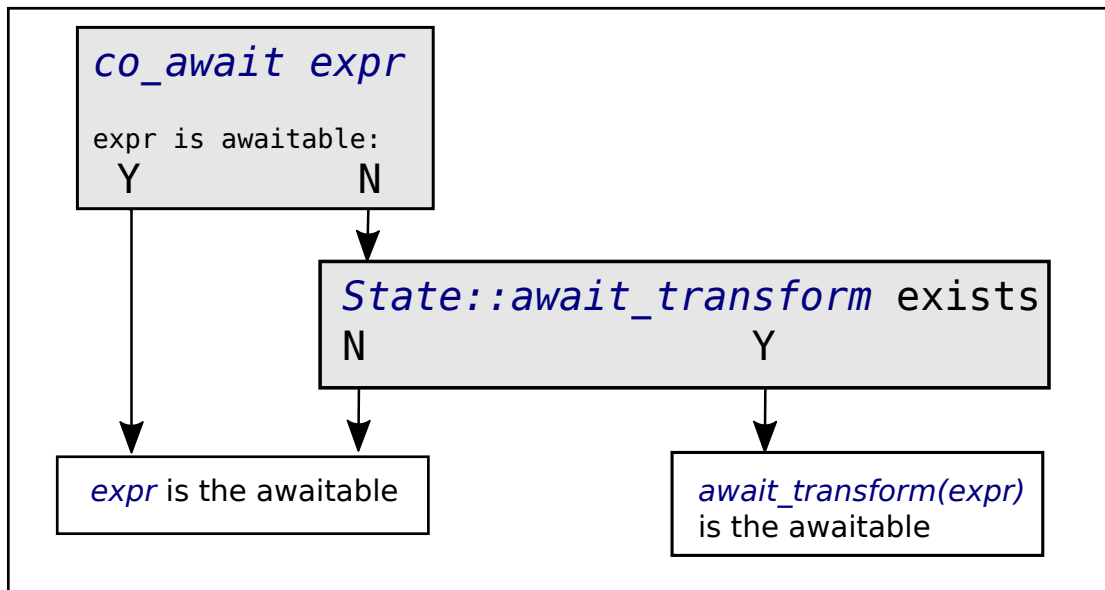 co_await expr
expr is awaitable:
Y N
State::await_transform exists
N Y
expr is the awaitable
await_transform(expr)
is the awaitable